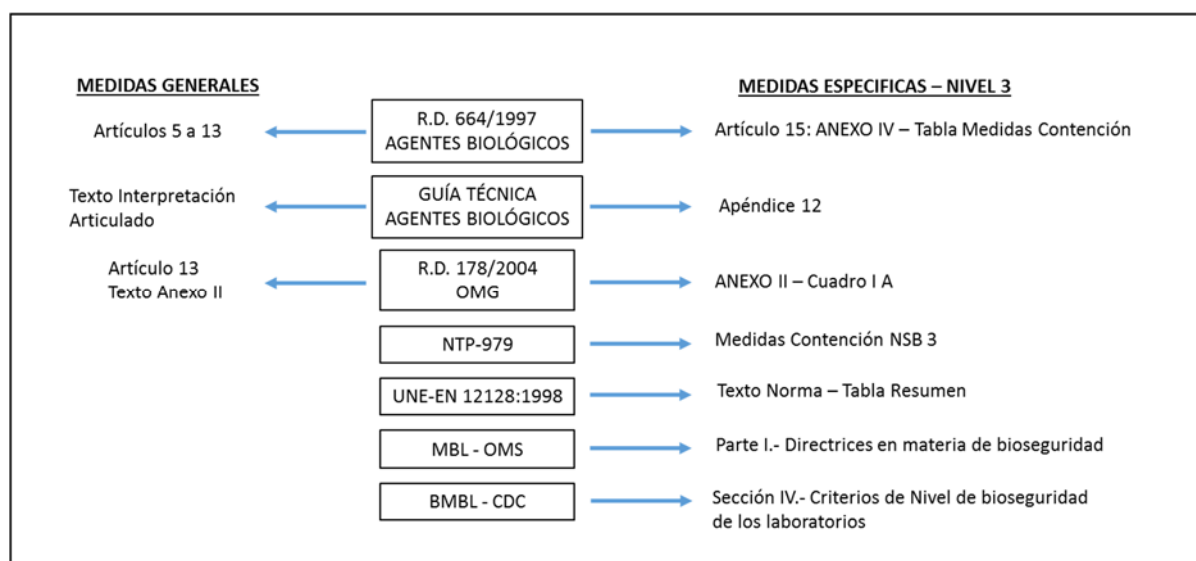 MEDIDAS GENERALES
MEDIDAS ESPECIFICAS – NIVEL 3
Artículos 5 a 13
R.D. 664/1997
AGENTES BIOLÓGICOS
Artículo 15: ANEXO IV – Tabla Medidas Contención
Texto Interpretación
Articulado
GUÍA TÉCNICA
AGENTES BIOLÓGICOS
Apéndice 12
Artículo 13
Texto Anexo II
R.D. 178/2004
OMG
ANEXO II – Cuadro I A
NTP-979
Medidas Contención NSB 3
UNE-EN 12128:1998
Texto Norma – Tabla Resumen
MBL - OMS
Parte I.- Directrices en materia de bioseguridad
BMBL - CDC
Sección IV.- Criterios de Nivel de bioseguridad
de los laboratorios